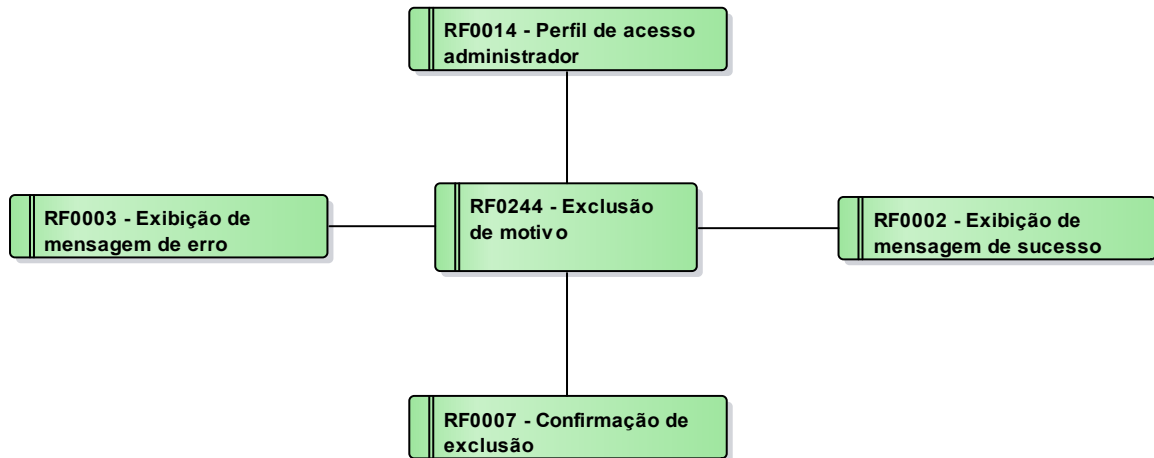 RF0014 - Perfil de acesso
administrador
RF0003 - Exibição de
mensagem de erro
RF0244 - Exclusão
de motivo
RF0002 - Exibição de
mensagem de sucesso
RF0007 - Confirmação de
exclusão